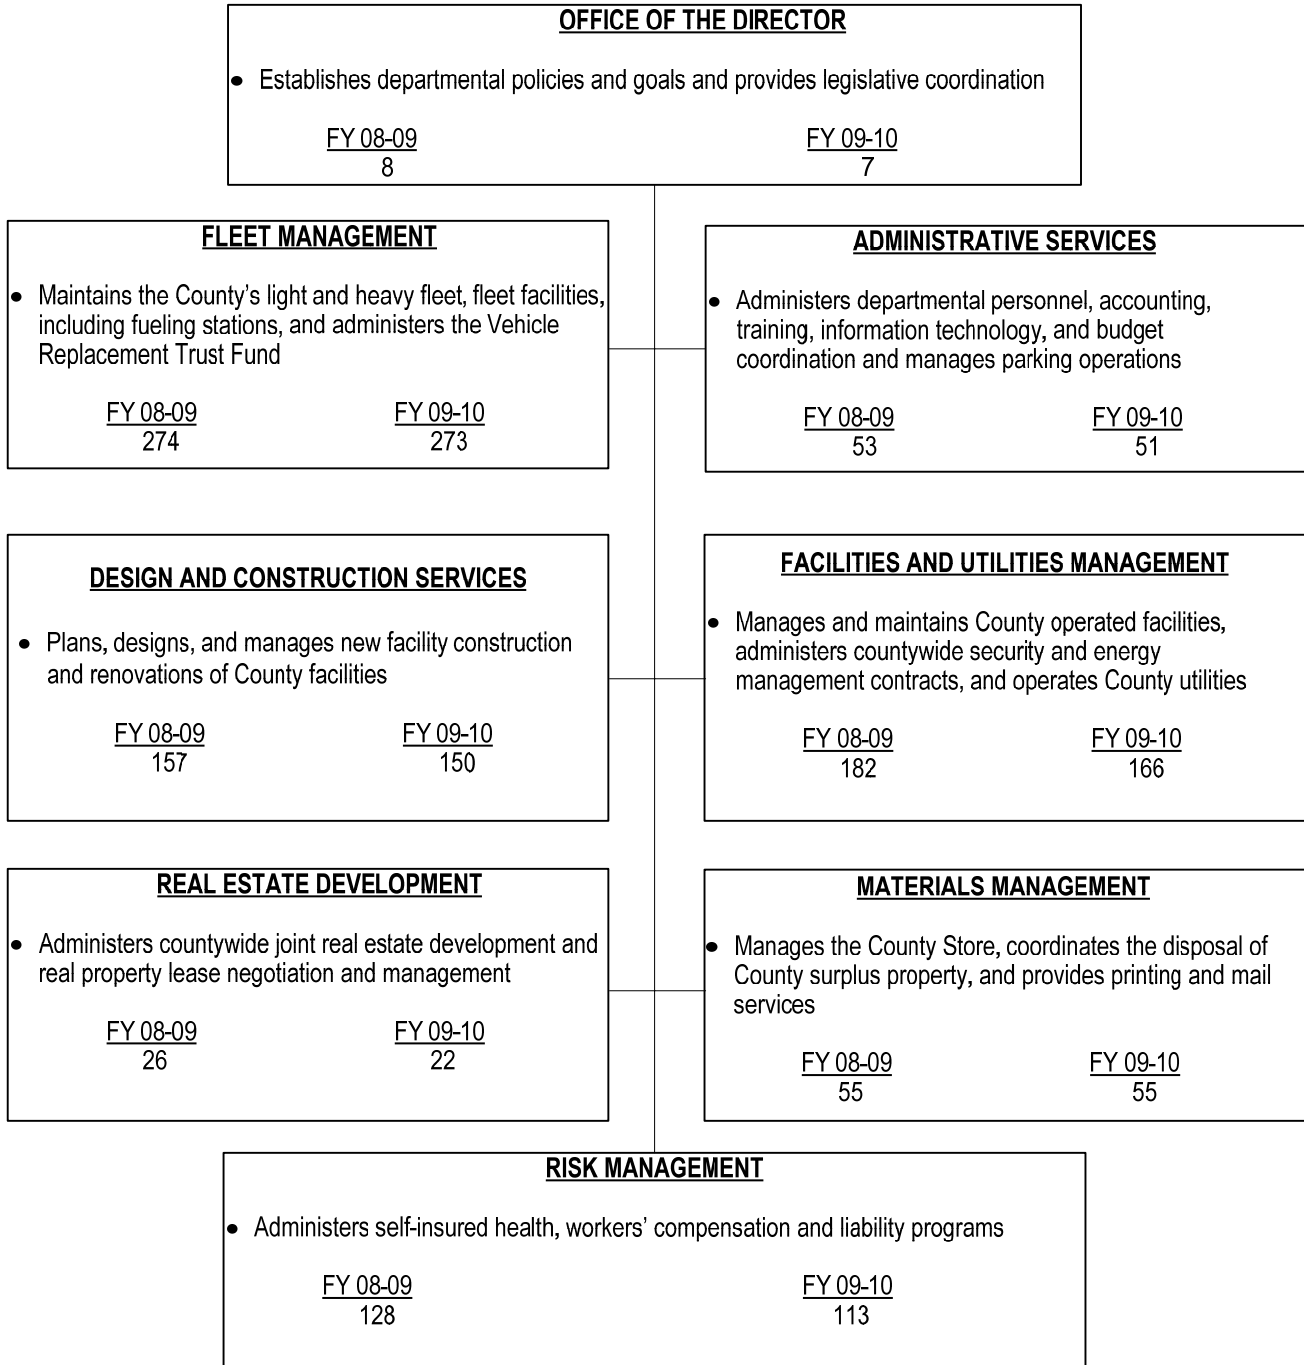 OFFICE OF THE DIRECTOR
• Establishes departmental policies and goals and provides legislative coordination
FY 08-09 FY 09-10
8 7
FLEET MANAGEMENT
• Maintains the County’s light and heavy fleet, fleet facilities,
including fueling stations, and administers the Vehicle
Replacement Trust Fund
FY 08-09 FY 09-10
274 273
ADMINISTRATIVE SERVICES
• Administers departmental personnel, accounting,
training, information technology, and budget
coordination and manages parking operations
FY 08-09 FY 09-10
53 51
DESIGN AND CONSTRUCTION SERVICES
• Plans, designs, and manages new facility construction
and renovations of County facilities
FY 08-09 FY 09-10
157 150
FACILITIES AND UTILITIES MANAGEMENT
• Manages and maintains County operated facilities,
administers countywide security and energy
management contracts, and operates County utilities
FY 08-09 FY 09-10
182 166
REAL ESTATE DEVELOPMENT
• Administers countywide joint real estate development and
real property lease negotiation and management
FY 08-09 FY 09-10
26 22
MATERIALS MANAGEMENT
• Manages the County Store, coordinates the disposal of
County surplus property, and provides printing and mail
services
FY 08-09 FY 09-10
55 55
RISK MANAGEMENT
• Administers self-insured health, workers’ compensation and liability programs
FY 08-09 FY 09-10
128 113